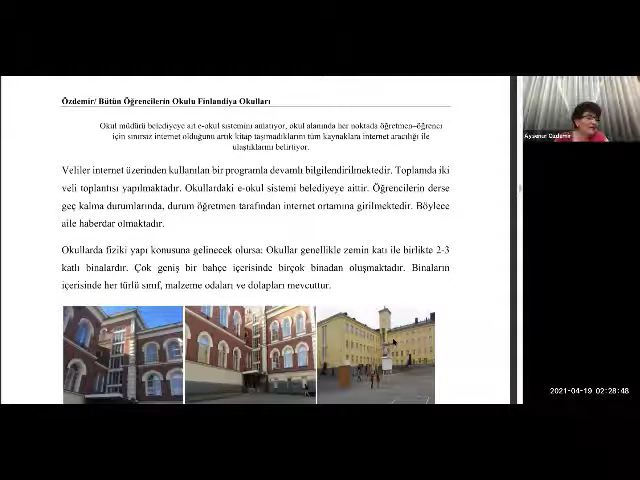 Özdemir/ Bütün Öğrencilerin Okulu Finlandiya Okulları
Okul müdürü belediyeye ait e-okul sistemini anlatıyor, okul alanında her noktada öğretmen–öğrenci
için sınırsız internet olduğunu artık kitap taşımadıklarını tüm kaynaklara internet aracılığı ile
ulaştıklarını belirtiyor.
Veliler internet üzerinden kullanılan bir programla devamlı bilgilendirilmektedir. Toplamda iki
veli toplantısı yapılmaktadır. Okullardaki e-okul sistemi belediyeye aittir. Öğrencilerin derse
geç kalma durumlarında, durum öğretmen tarafından internet ortamına girilmektedir. Böylece
aile haberdar olmaktadır.
Okullarda fiziki yapı konusuna gelinecek olursa: Okullar genellikle zemin katı ile birlikte 2-3
katlı binalardır. Çok geniş bir bahçe içerisinde birçok binadan oluşmaktadır. Binaların
içerisinde her türlü sınıf, malzeme odaları ve dolapları mevcuttur.
Aysenur Ozdemir
2021-04-19 02:28:48